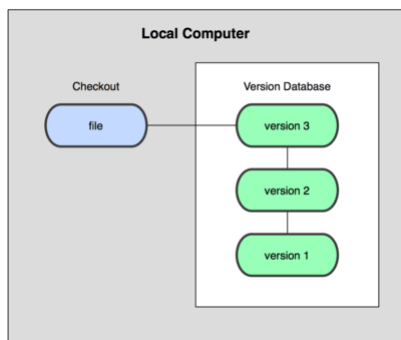 Local Computer
Checkout
Version Database
file
version 3
version 2
version 1